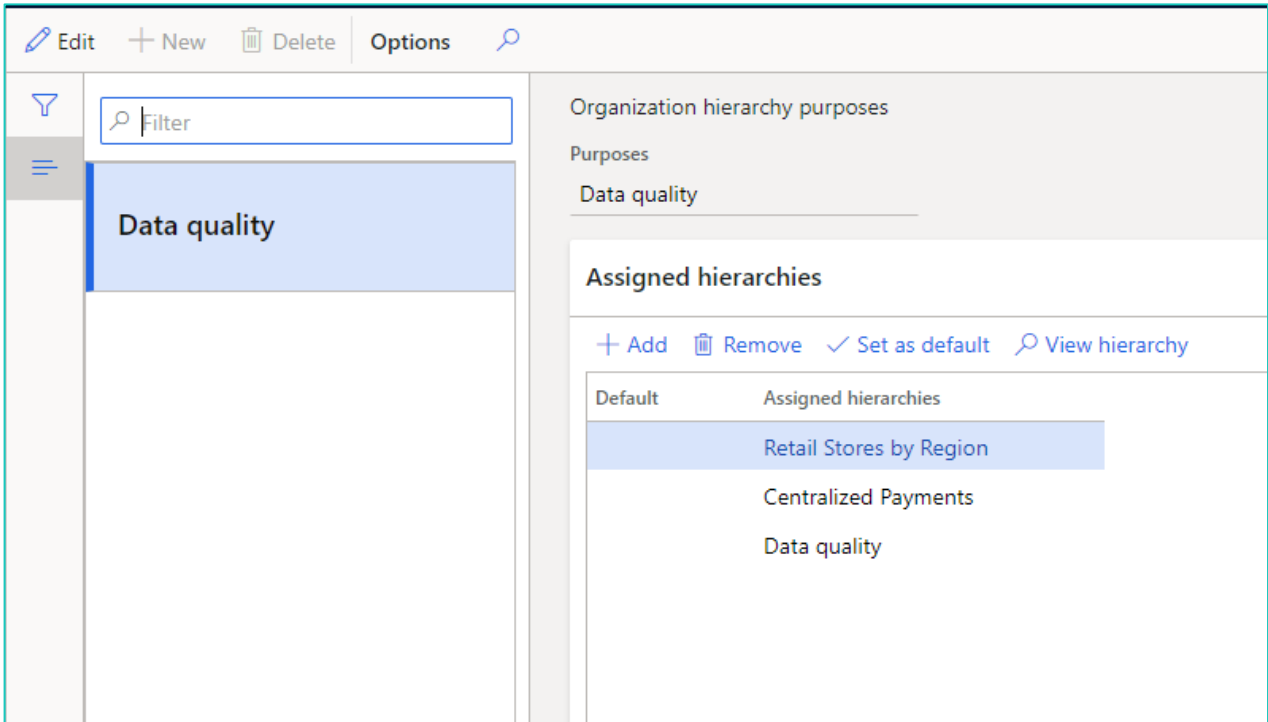 Edit New Delete Options
Filter
Data quality
Organization hierarchy purposes
Purposes
Data quality
Assigned hierarchies
Add Remove Set as default View hierarchy
Default Assigned hierarchies
Retail Stores by Region
Centralized Payments
Data quality